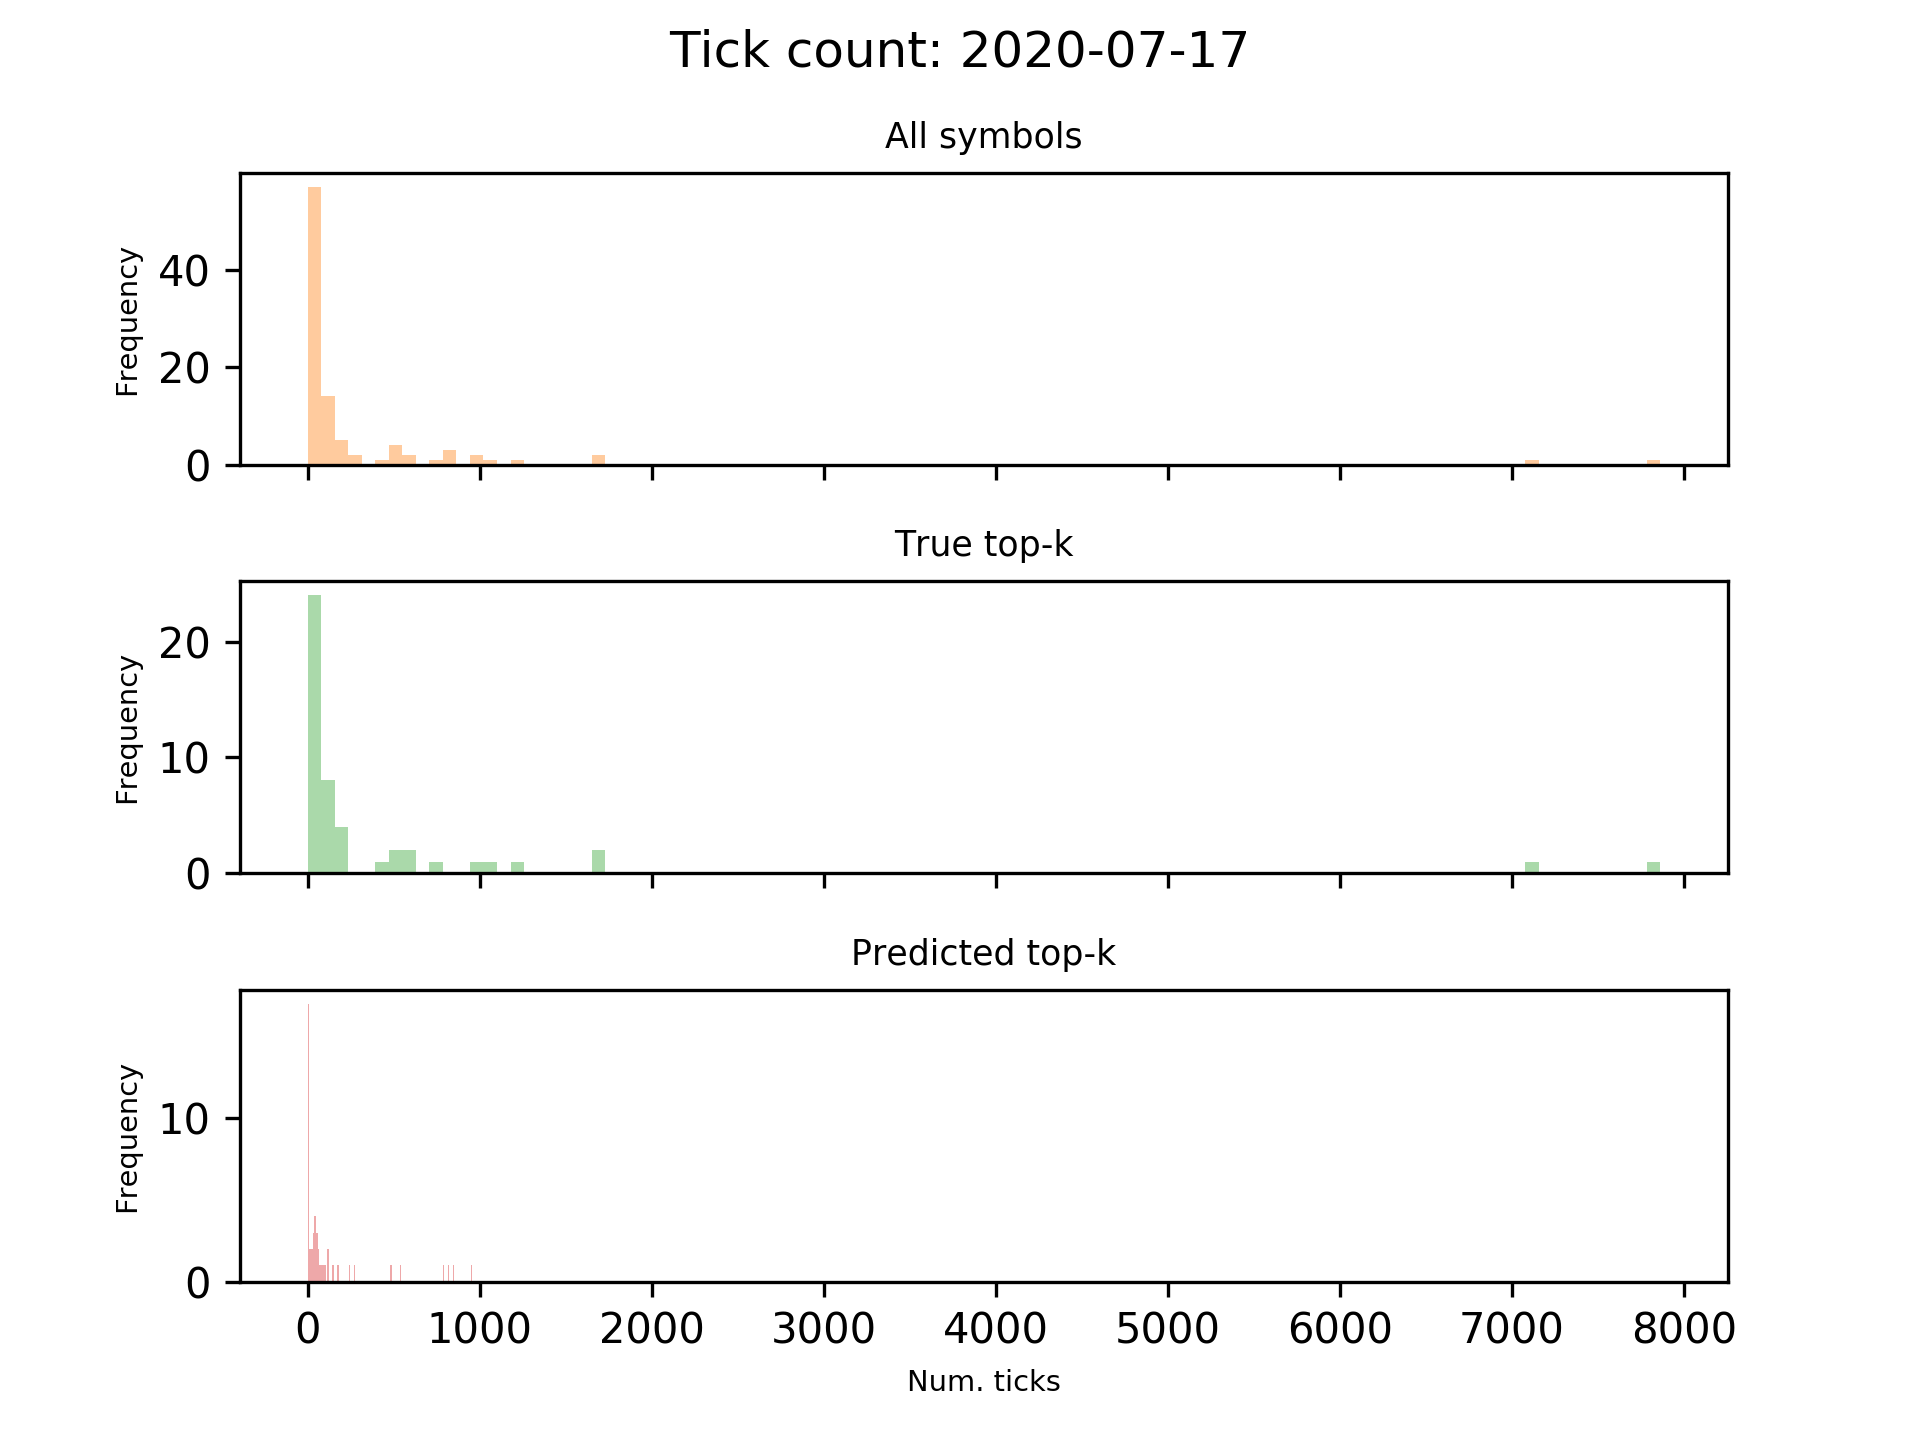 Tick count: 2020-07-17
All symbols
Frequency
40
20
0
True top-k
Frequency
20
10
0
Predicted top-k
Frequency
10
0
0 1000 2000 3000 4000 5000 6000 7000 8000
Num. ticks